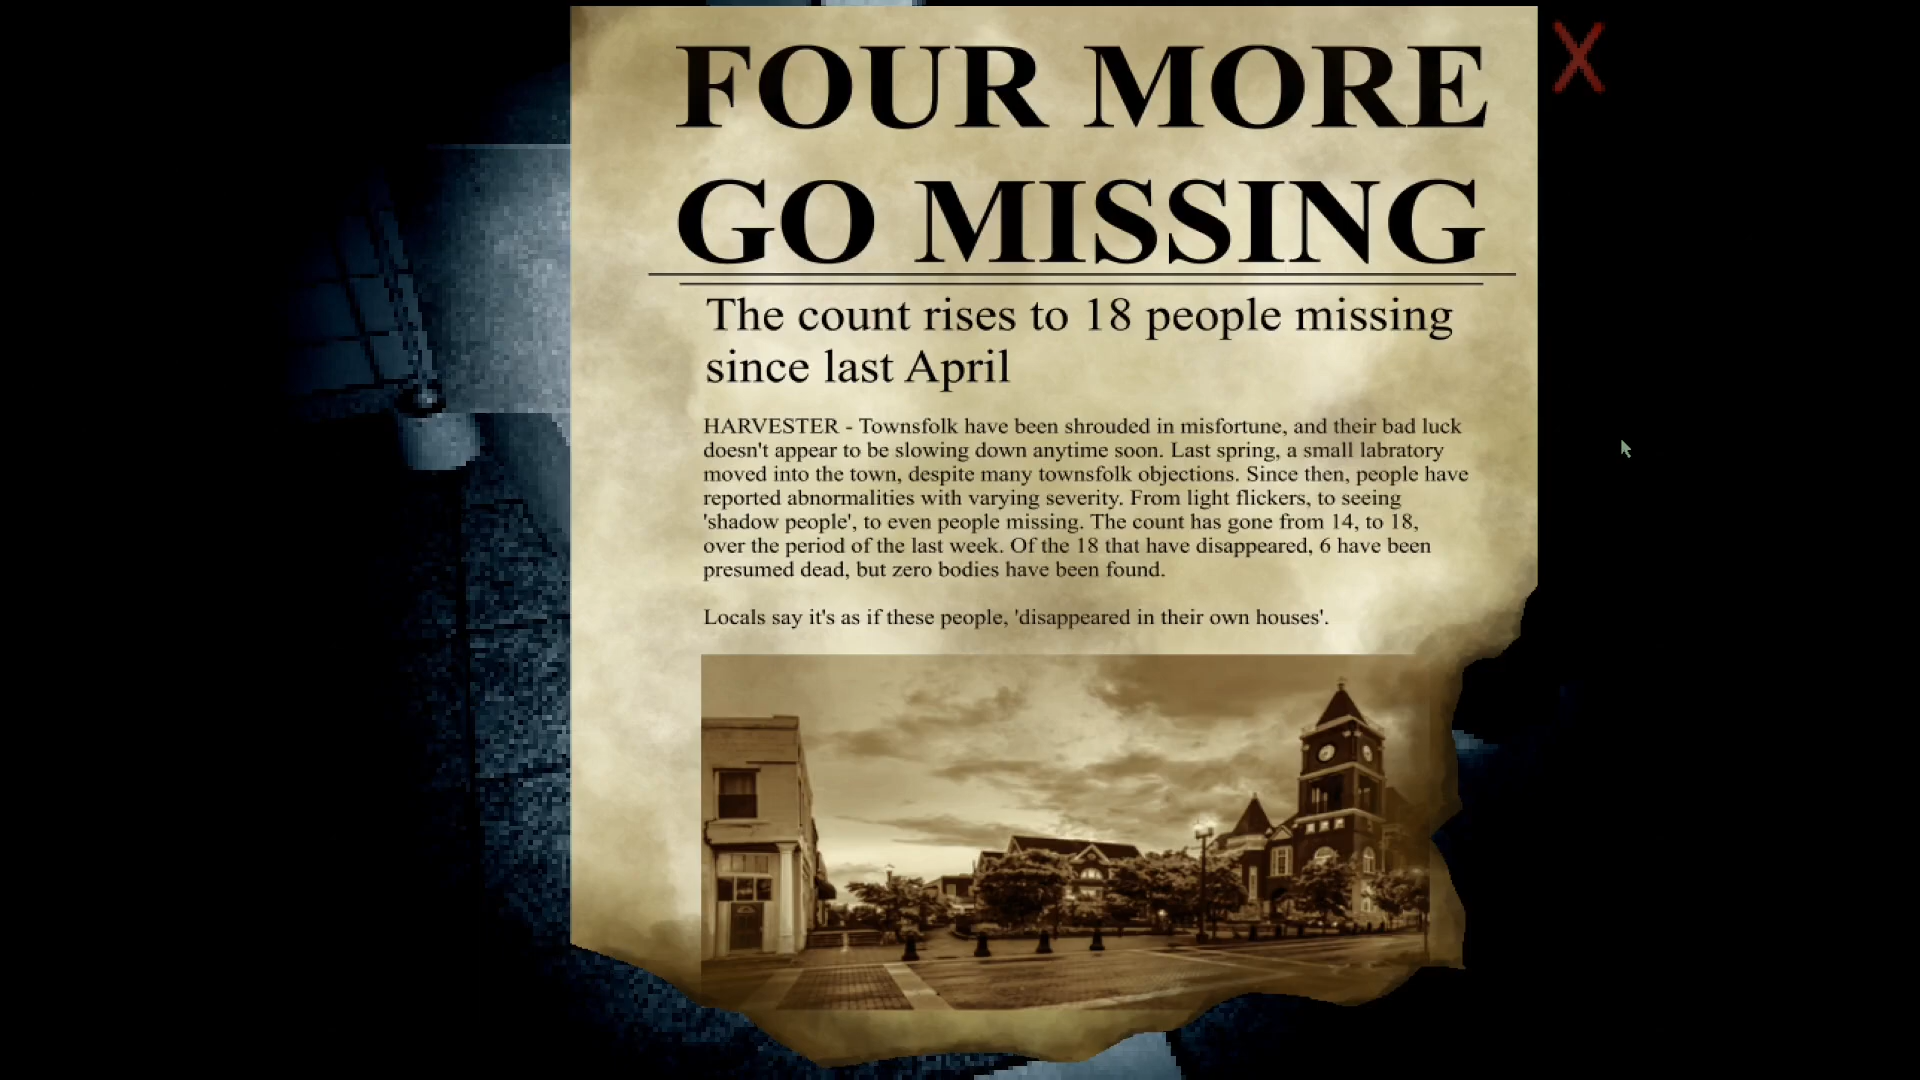 FOUR MORE
GO MISSING
The count rises to 18 people missing
since last April
HARVESTER - Townsfolk have been shrouded in misfortune, and their bad luck
doesn't appear to be slowing down anytime soon. Last spring, a small labratory
moved into the town, despite many townsfolk objections. Since then, people have
reported abnormalities with varying severity. From light flickers, to seeing
'shadow people', to even people missing. The count has gone from 14, to 18,
over the period of the last week. Of the 18 that have disappeared, 6 have been
presumed dead, but zero bodies have been found.
Locals say it's as if these people, 'disappeared in their own houses'.